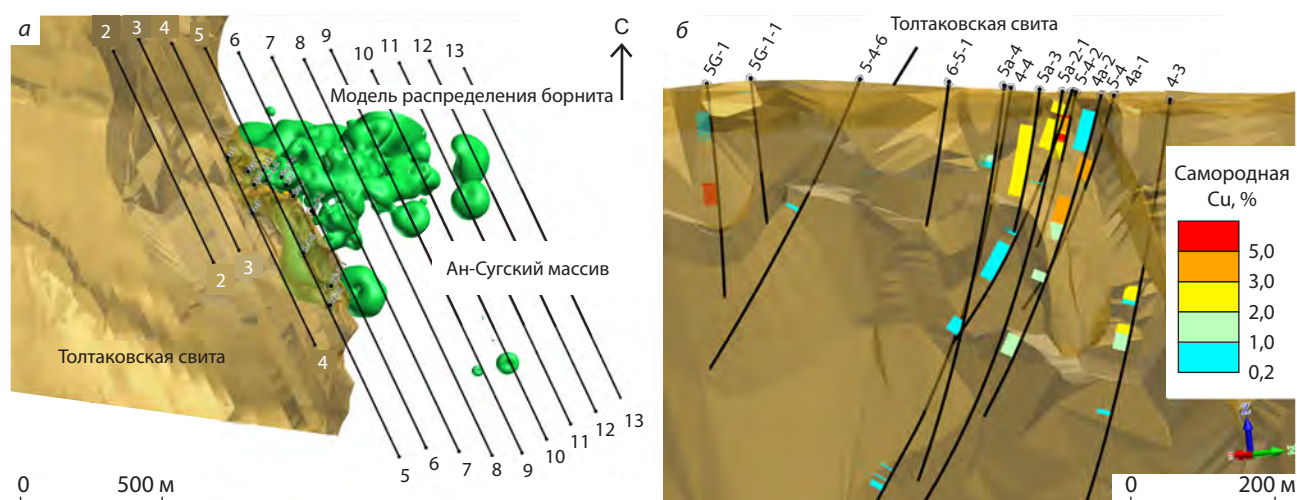 а
2
3
4
5
6
7
8
9
10
11
12
13
С
Модель распределения борнита
Ан-Сугский массив
Толтаковская свита
2
3
4
5
6
7
8
9
10
11
12
13
0 500 м
б
Толтаковская свита
5G-1
5G-1-1
5-4-6
6-5-1
5а-4
4-4
5а-3
5а-2-1
5-4-2
4а-2
5-4
4а-1
4-3
Самородная
Cu, %
5,0
3,0
2,0
1,0
0,2
0 200 м